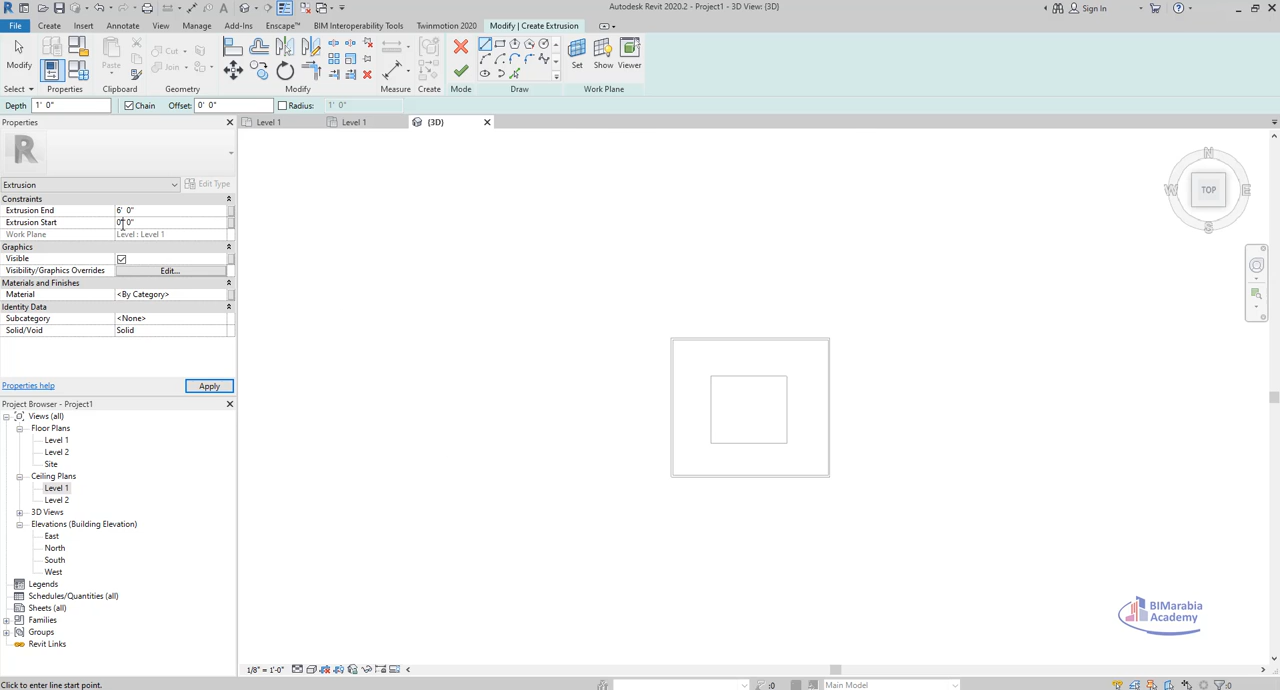 Autodesk Revit 2020.2 - Project1 - 3D View: {3D}
Sign In
File Create Insert Annotate View Manage Add-Ins Enscape™ BIM Interoperability Tools Twinmotion 2020 Modify | Create Extrusion
Modify
Paste
Cut
Join
Set Show Viewer
Select Properties Clipboard Geometry Modify Measure Create Mode Draw Work Plane
Depth 1' 0" Chain Offset: 0' 0" Radius: 1' 0"
Properties
Level 1 Level 1 {3D}
R
Extrusion Edit Type
Constraints
Extrusion End 6' 0"
Extrusion Start 0' 0"
Work Plane Level : Level 1
Graphics
Visible
Visibility/Graphics Overrides Edit...
Materials and Finishes
Material <By Category>
Identity Data
Subcategory <None>
Solid/Void Solid
Properties help Apply
Project Browser - Project1
Views (all)
Floor Plans
Level 1
Level 2
Site
Ceiling Plans
Level 1
Level 2
3D Views
Elevations (Building Elevation)
East
North
South
West
Legends
Schedules/Quantities (all)
Sheets (all)
Families
Groups
Revit Links
N
W TOP E
S
BIMarabia
Academy
1/8" = 1'-0"
Click to enter line start point.
:0 Main Model :0